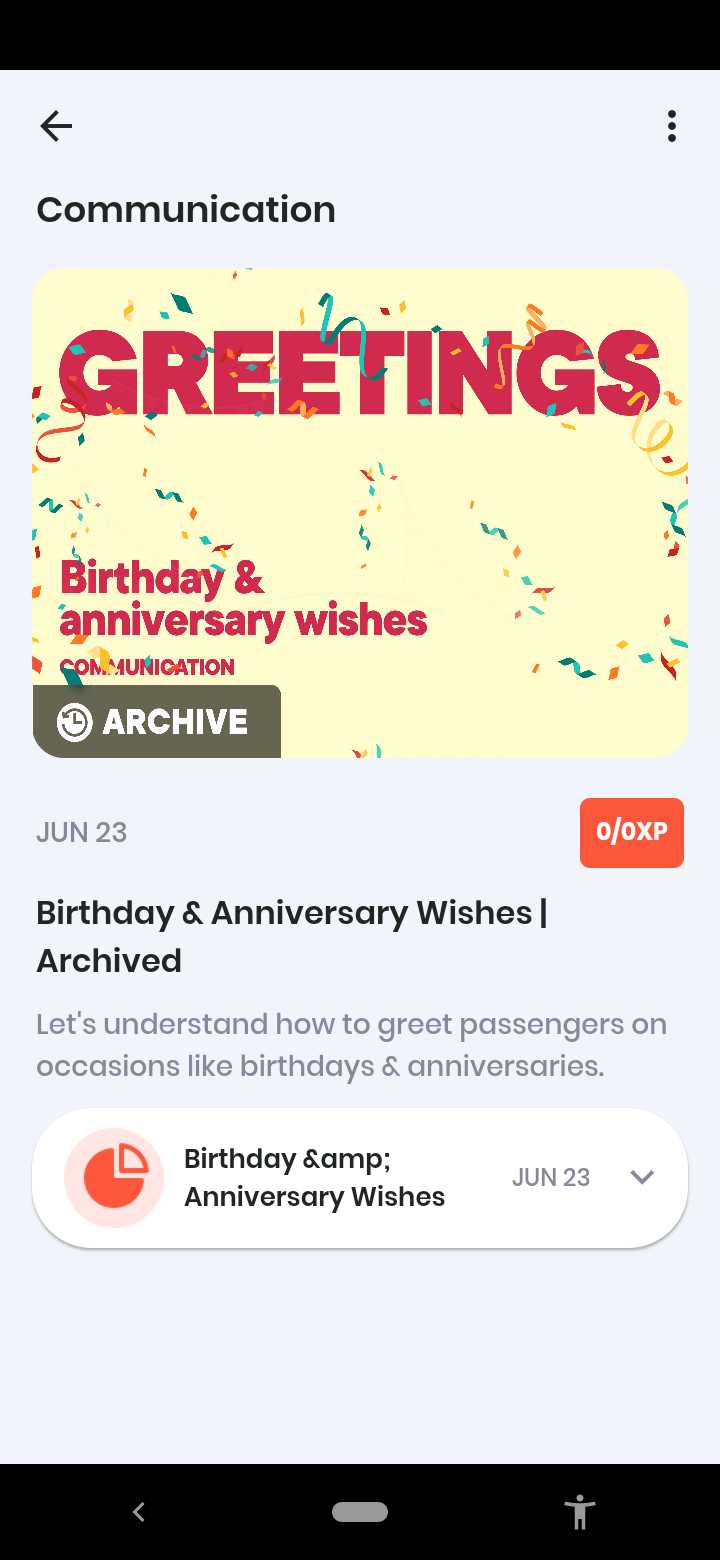 Communication
GREETINGS
Birthday &
anniversary wishes
COMMUNICATION
ARCHIVE
JUN 23
0/0XP
Birthday & Anniversary Wishes |
Archived
Let's understand how to greet passengers on
occasions like birthdays & anniversaries.
Birthday &amp;
Anniversary Wishes
JUN 23